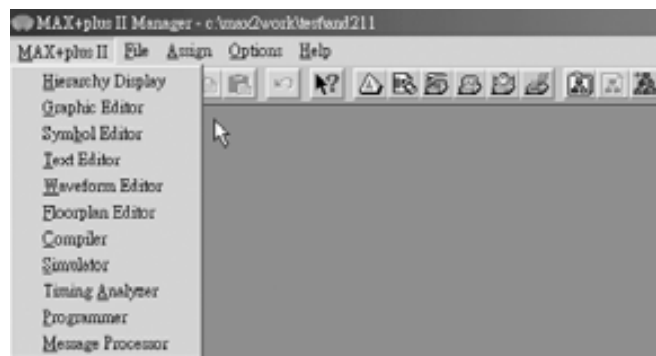 MAX+plus II Manager - c:\max2work\test\and211
MAX+plus II File Assign Options Help
Hierarchy Display
Graphic Editor
Symbol Editor
Text Editor
Waveform Editor
Floorplan Editor
Compiler
Simulator
Timing Analyzer
Programmer
Message Processor